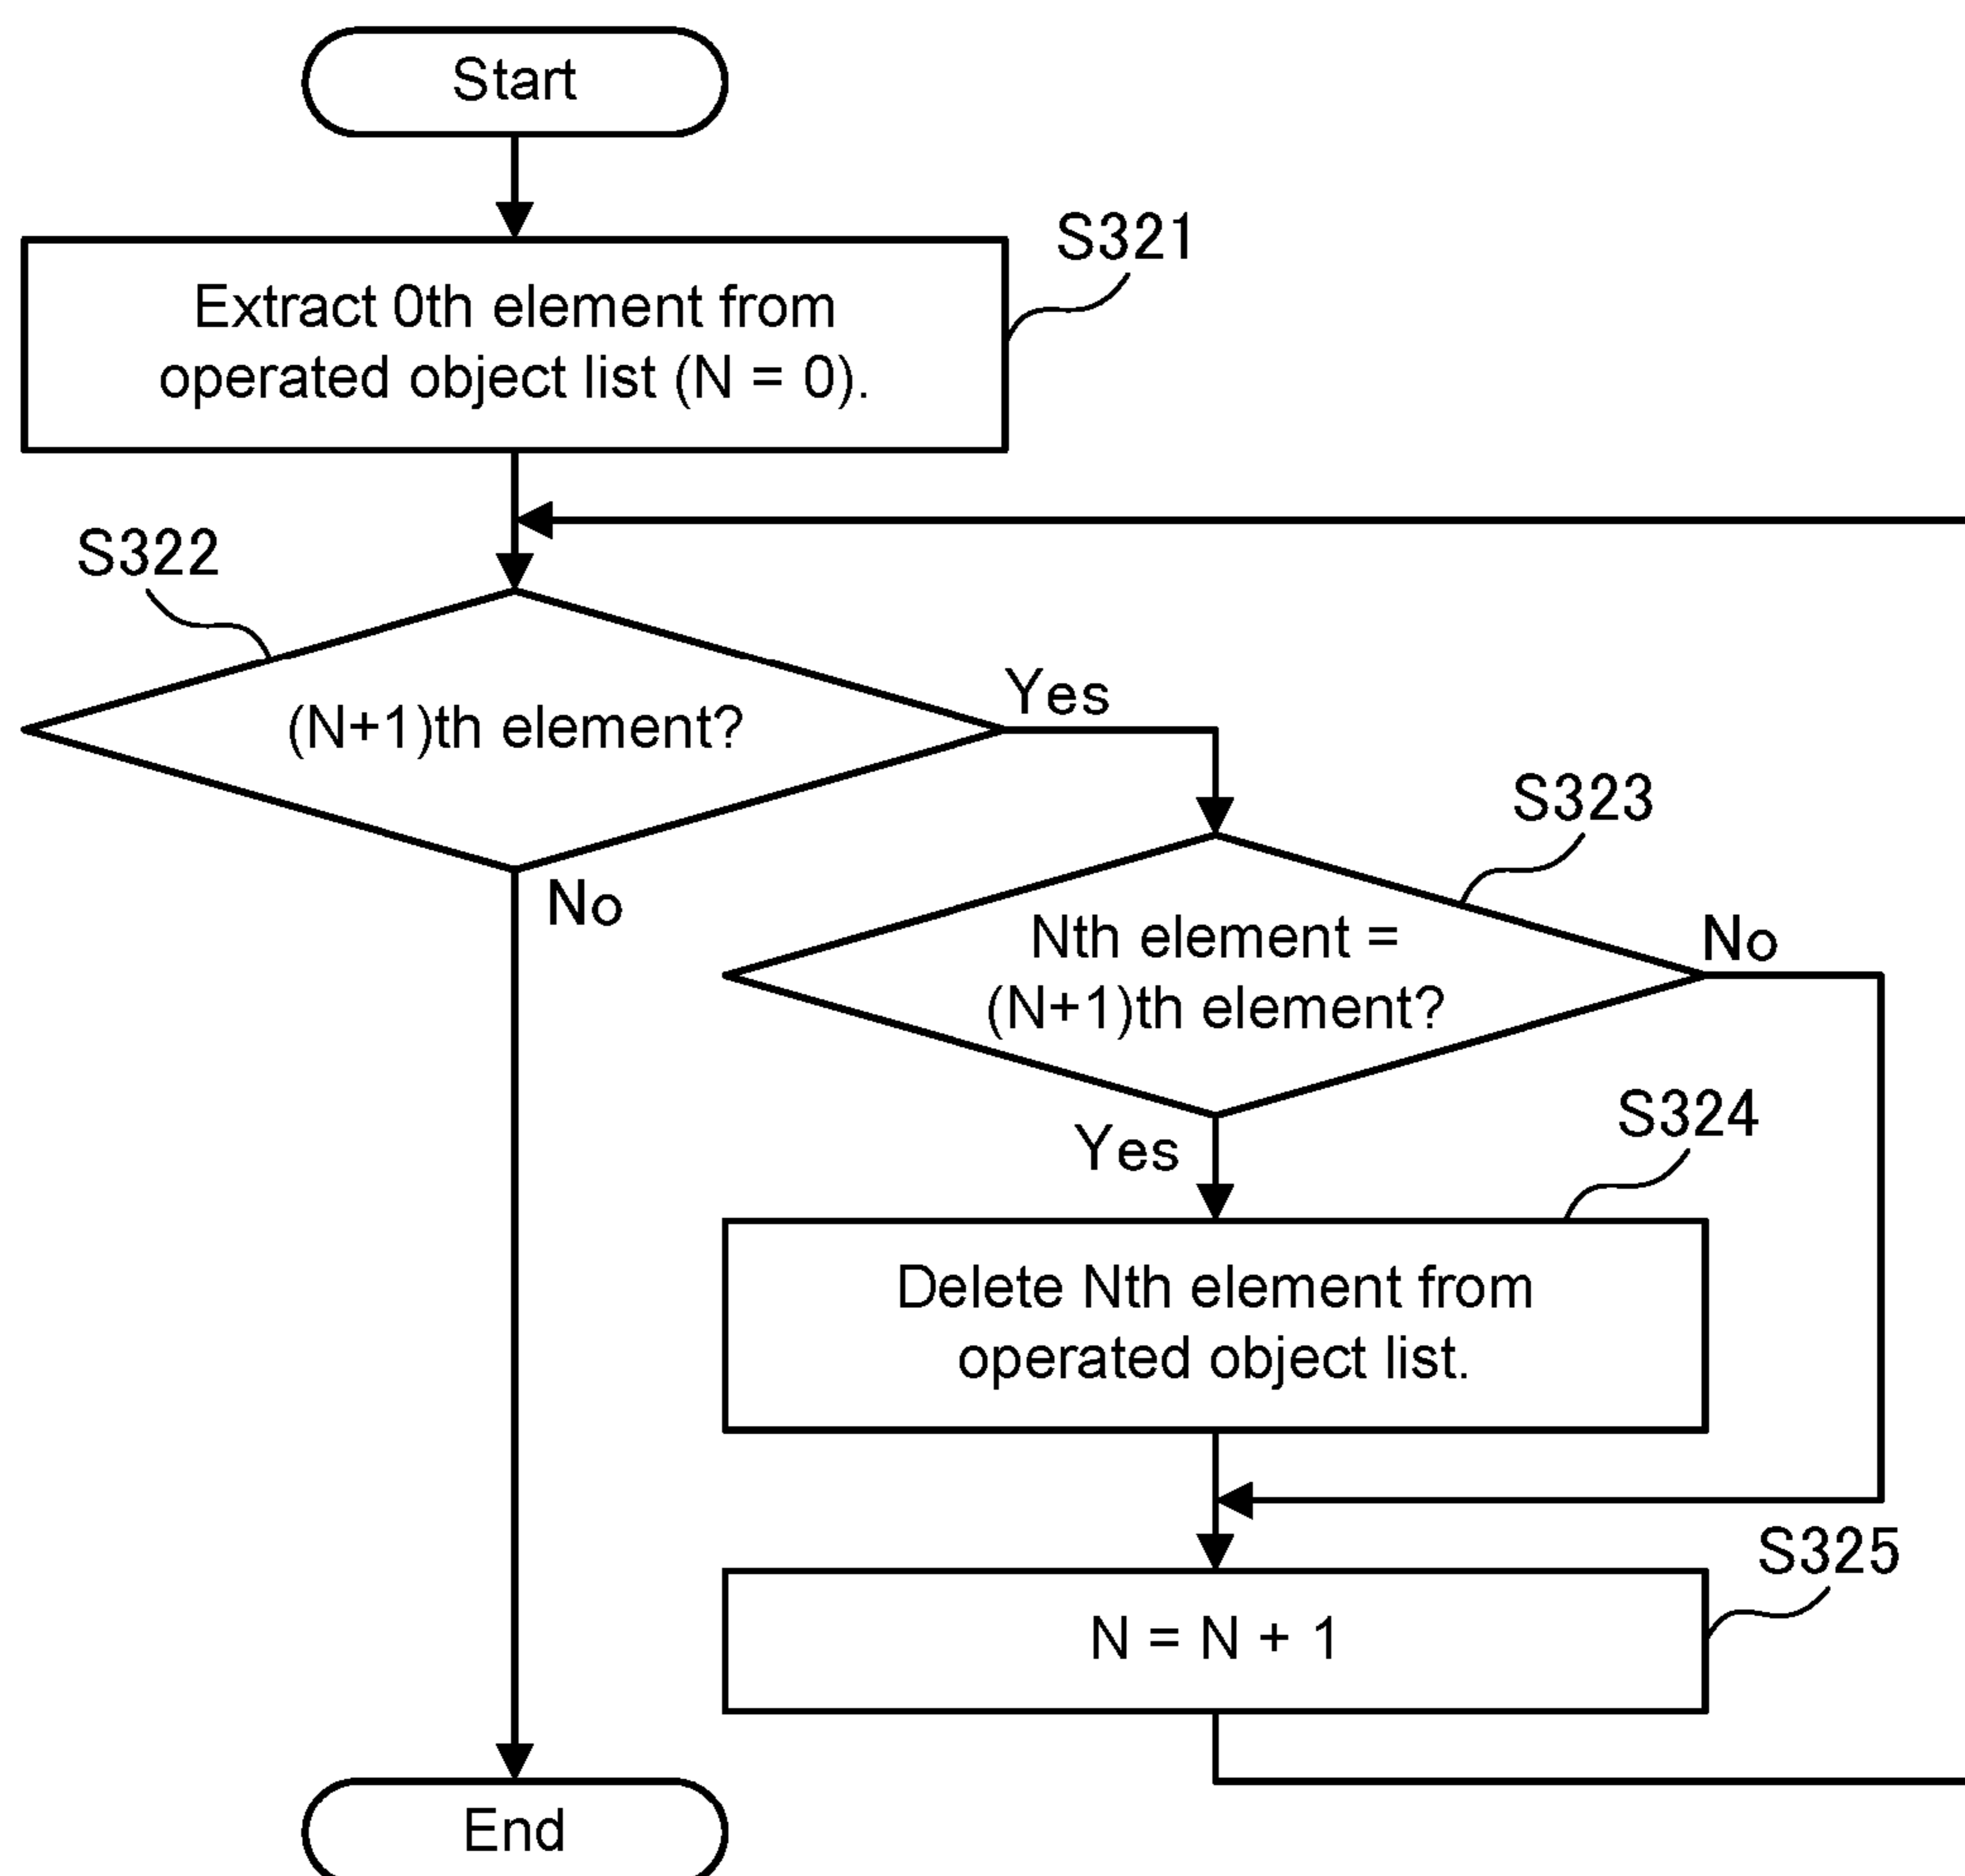 Start
S321
Extract 0th element from
operated object list (N = 0).
S322
(N+1)th element?
Yes
No
S323
Nth element =
(N+1)th element?
No
Yes
S324
Delete Nth element from
operated object list.
S325
N = N + 1
End